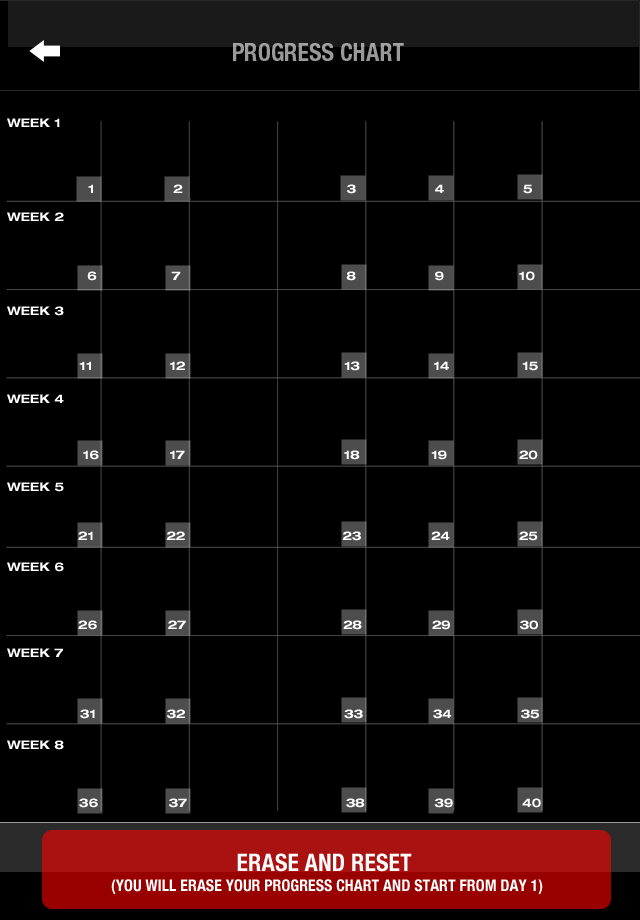 PROGRESS CHART
WEEK 1
1 2 3 4 5
WEEK 2
6 7 8 9 10
WEEK 3
11 12 13 14 15
WEEK 4
16 17 18 19 20
WEEK 5
21 22 23 24 25
WEEK 6
26 27 28 29 30
WEEK 7
31 32 33 34 35
WEEK 8
36 37 38 39 40
ERASE AND RESET
(YOU WILL ERASE YOUR PROGRESS CHART AND START FROM DAY 1)